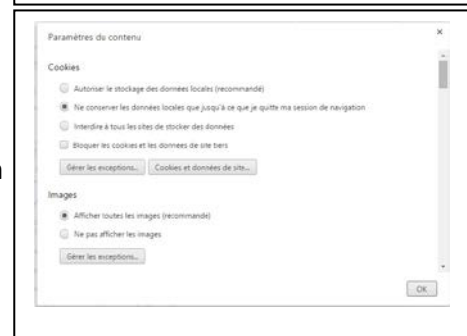 Paramètres du contenu
×
Cookies
Autoriser le stockage des données locales (recommandé)
Ne conserver les données locales que jusqu'à ce que je quitte ma session de navigation
Interdire à tous les sites de stocker des données
Bloquer les cookies et les données de site tiers
Gérer les exceptions... Cookies et données de site...
Images
Afficher toutes les images (recommandé)
Ne pas afficher les images
Gérer les exceptions...
OK